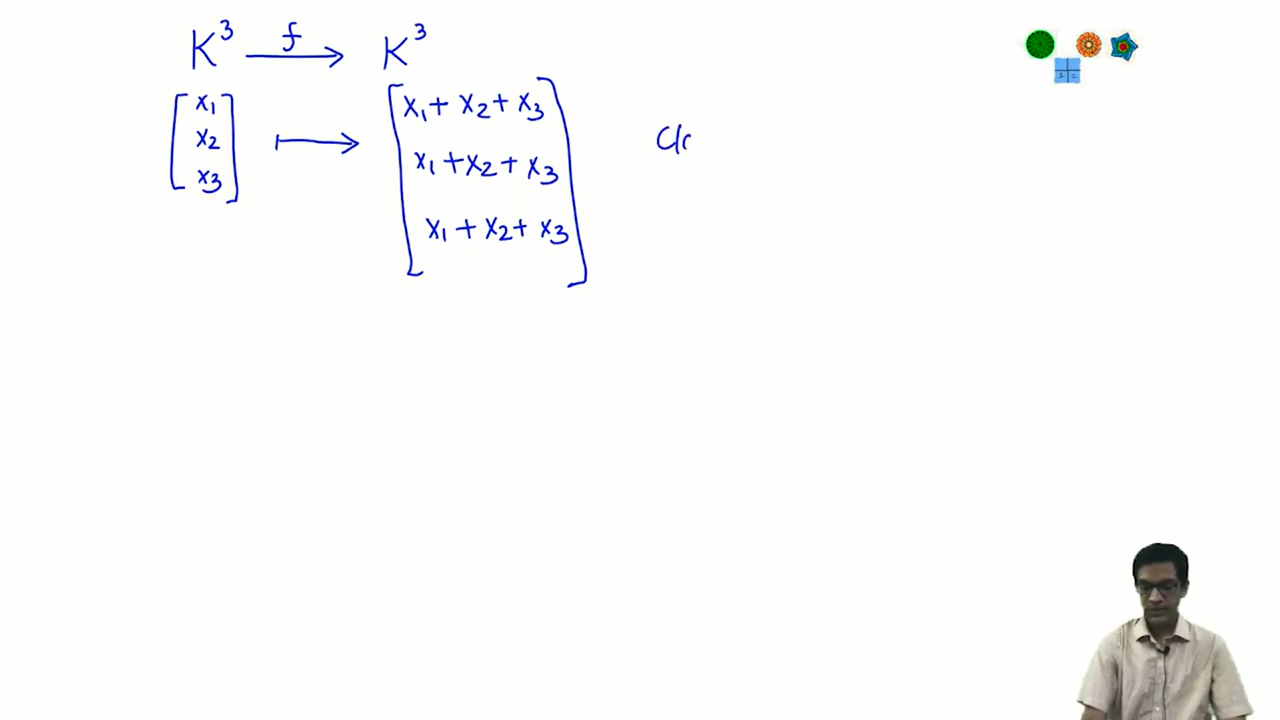 K³ —f→ K³
[x₁ x₂ x₃] ⟼ [x₁ + x₂ + x₃
x₁ + x₂ + x₃
x₁ + x₂ + x₃]